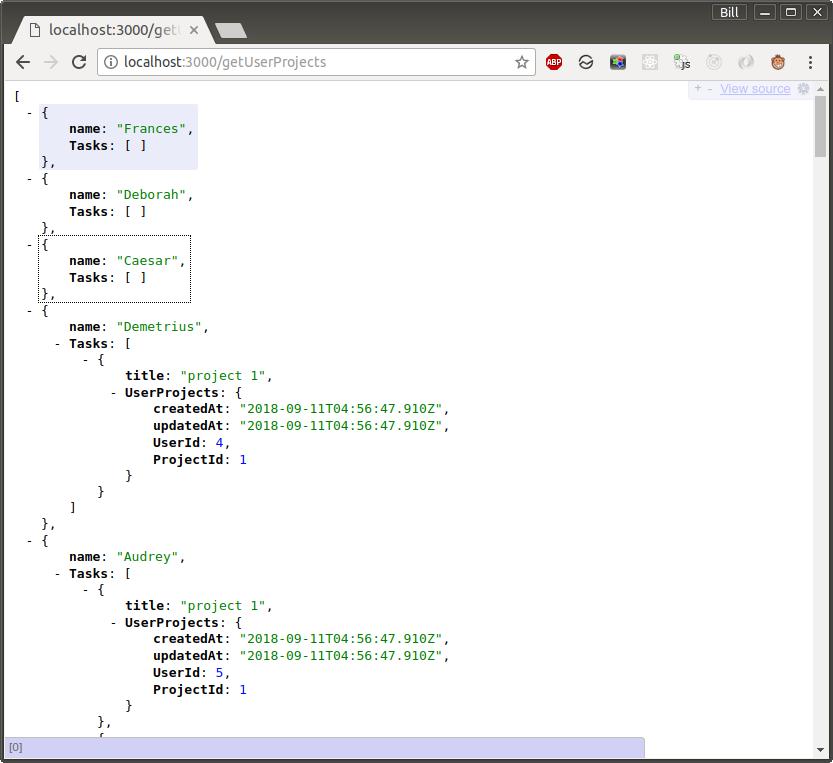 Bill
localhost:3000/getU
localhost:3000/getUserProjects
ABP
JS
+ - View source
[
- {
name: "Frances",
Tasks: [ ]
},
- {
name: "Deborah",
Tasks: [ ]
},
- {
name: "Caesar",
Tasks: [ ]
},
- {
name: "Demetrius",
- Tasks: [
- {
title: "project 1",
- UserProjects: {
createdAt: "2018-09-11T04:56:47.910Z",
updatedAt: "2018-09-11T04:56:47.910Z",
UserId: 4,
ProjectId: 1
}
}
]
},
- {
name: "Audrey",
- Tasks: [
- {
title: "project 1",
- UserProjects: {
createdAt: "2018-09-11T04:56:47.910Z",
updatedAt: "2018-09-11T04:56:47.910Z",
UserId: 5,
ProjectId: 1
}
},
- {
[0]